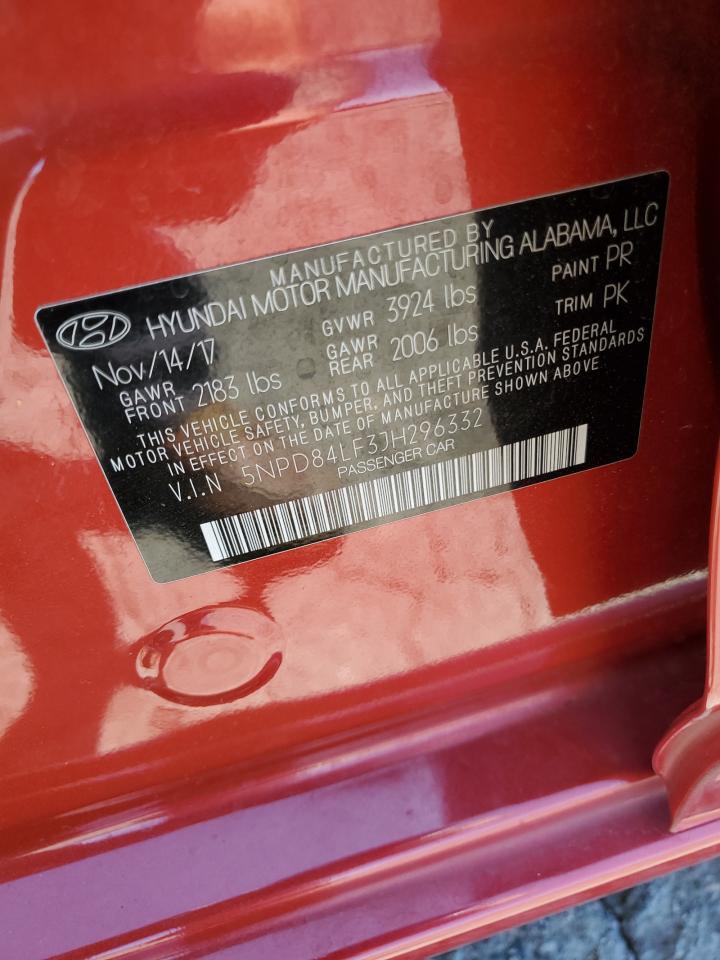 MANUFACTURED BY
HYUNDAI MOTOR MANUFACTURING ALABAMA, LLC
Nov/14/17 GVWR 3924 lbs PAINT PR
GAWR FRONT 2183 lbs GAWR REAR 2006 lbs TRIM PK
THIS VEHICLE CONFORMS TO ALL APPLICABLE U.S.A. FEDERAL
MOTOR VEHICLE SAFETY, BUMPER, AND THEFT PREVENTION STANDARDS
IN EFFECT ON THE DATE OF MANUFACTURE SHOWN ABOVE
V.I.N 5NPD84LF3JH296332
PASSENGER CAR